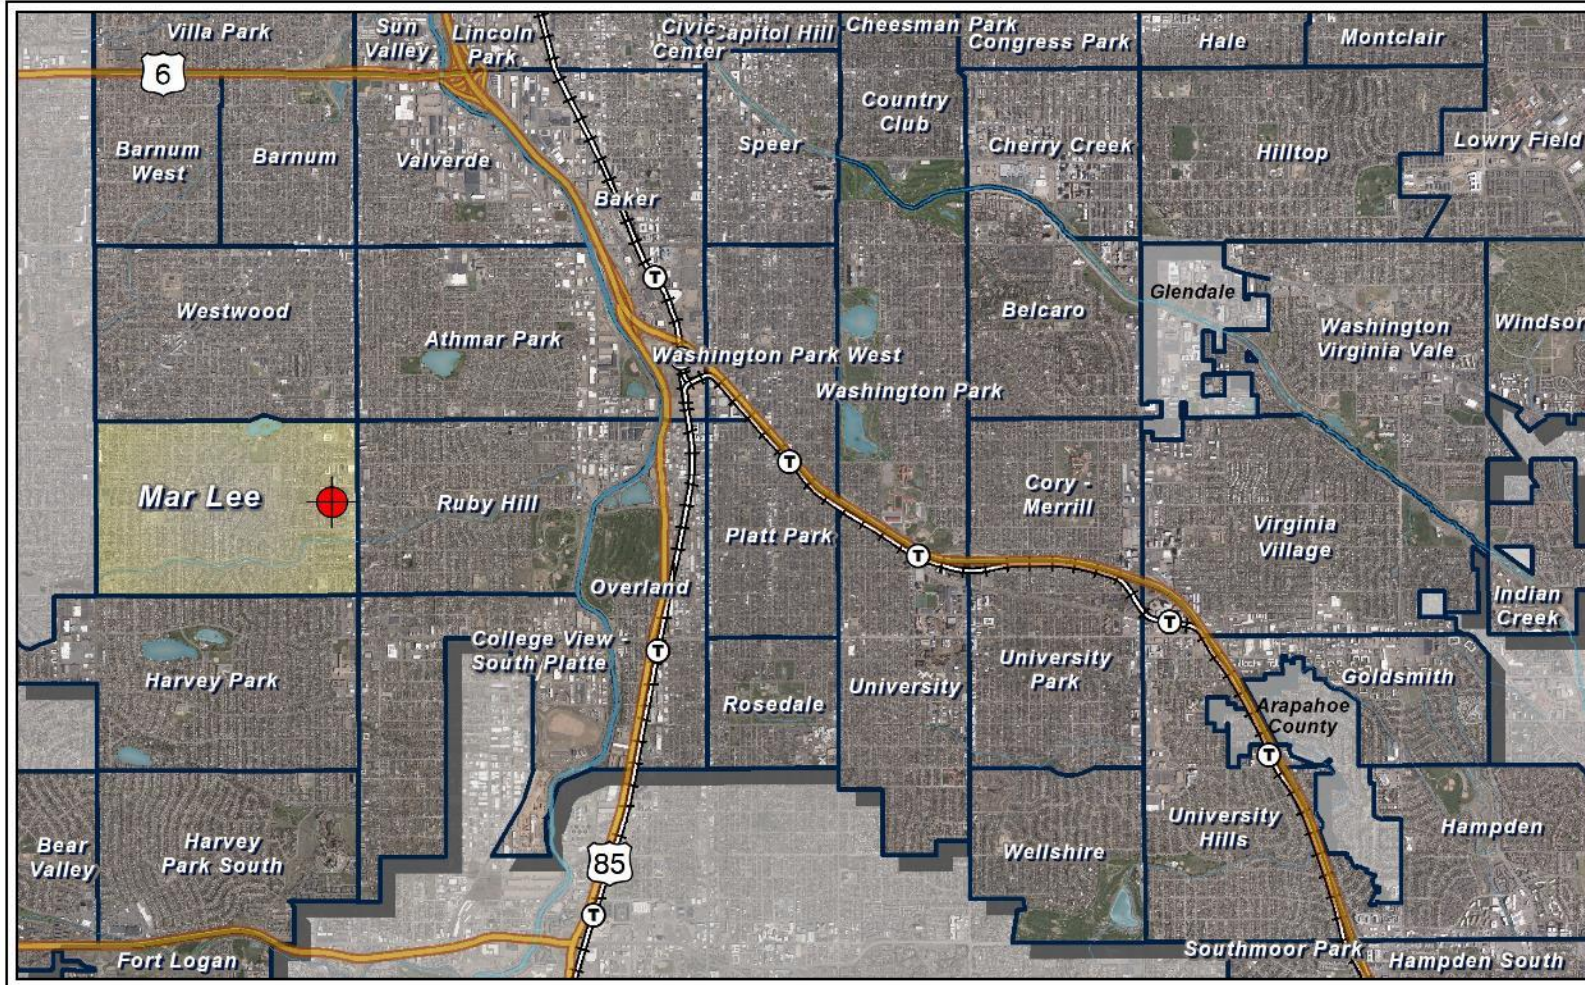 Villa Park
Sun
Valley
Lincoln
Park
Civic
Center
Capitol Hill
Cheesman Park
Congress Park
Hale
Montclair
6
Barnum
West
Barnum
Valverde
Baker
Speer
Country
Club
Cherry Creek
Hilltop
Lowry Field
T
Westwood
Athmar Park
Washington Park West
Washington Park
Belcaro
Glendale
Washington
Virginia Vale
Windsor
Mar Lee
Ruby Hill
T
Platt Park
Cory -
Merrill
Virginia
Village
T
Overland
Indian
Creek
T
College View -
South Platte
T
Harvey Park
Rosedale
University
University
Park
Goldsmith
Arapahoe
County
T
Bear
Valley
Harvey
Park South
85
Wellshire
University
Hills
Hampden
T
Fort Logan
Southmoor Park
Hampden South